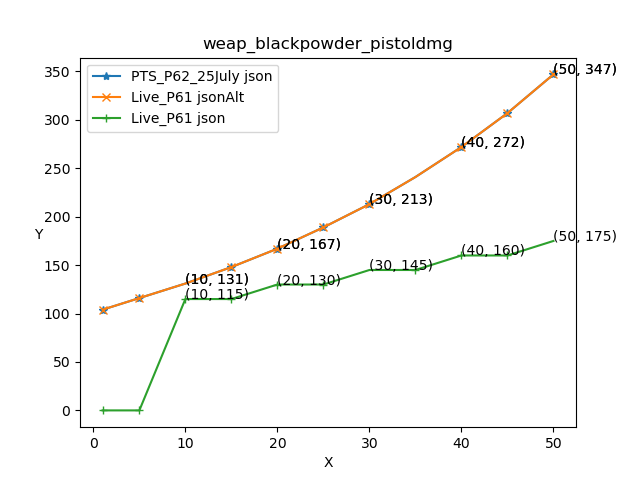 weap_blackpowder_pistoldmg
PTS_P62_25July json
Live_P61 jsonAlt
Live_P61 json
350
300
250
200
150
100
50
0
Y
(50, 347)
(40, 272)
(30, 213)
(20, 167)
(10, 131)
(50, 175)
(40, 160)
(30, 145)
(20, 130)
(10, 115)
0 10 20 30 40 50
X